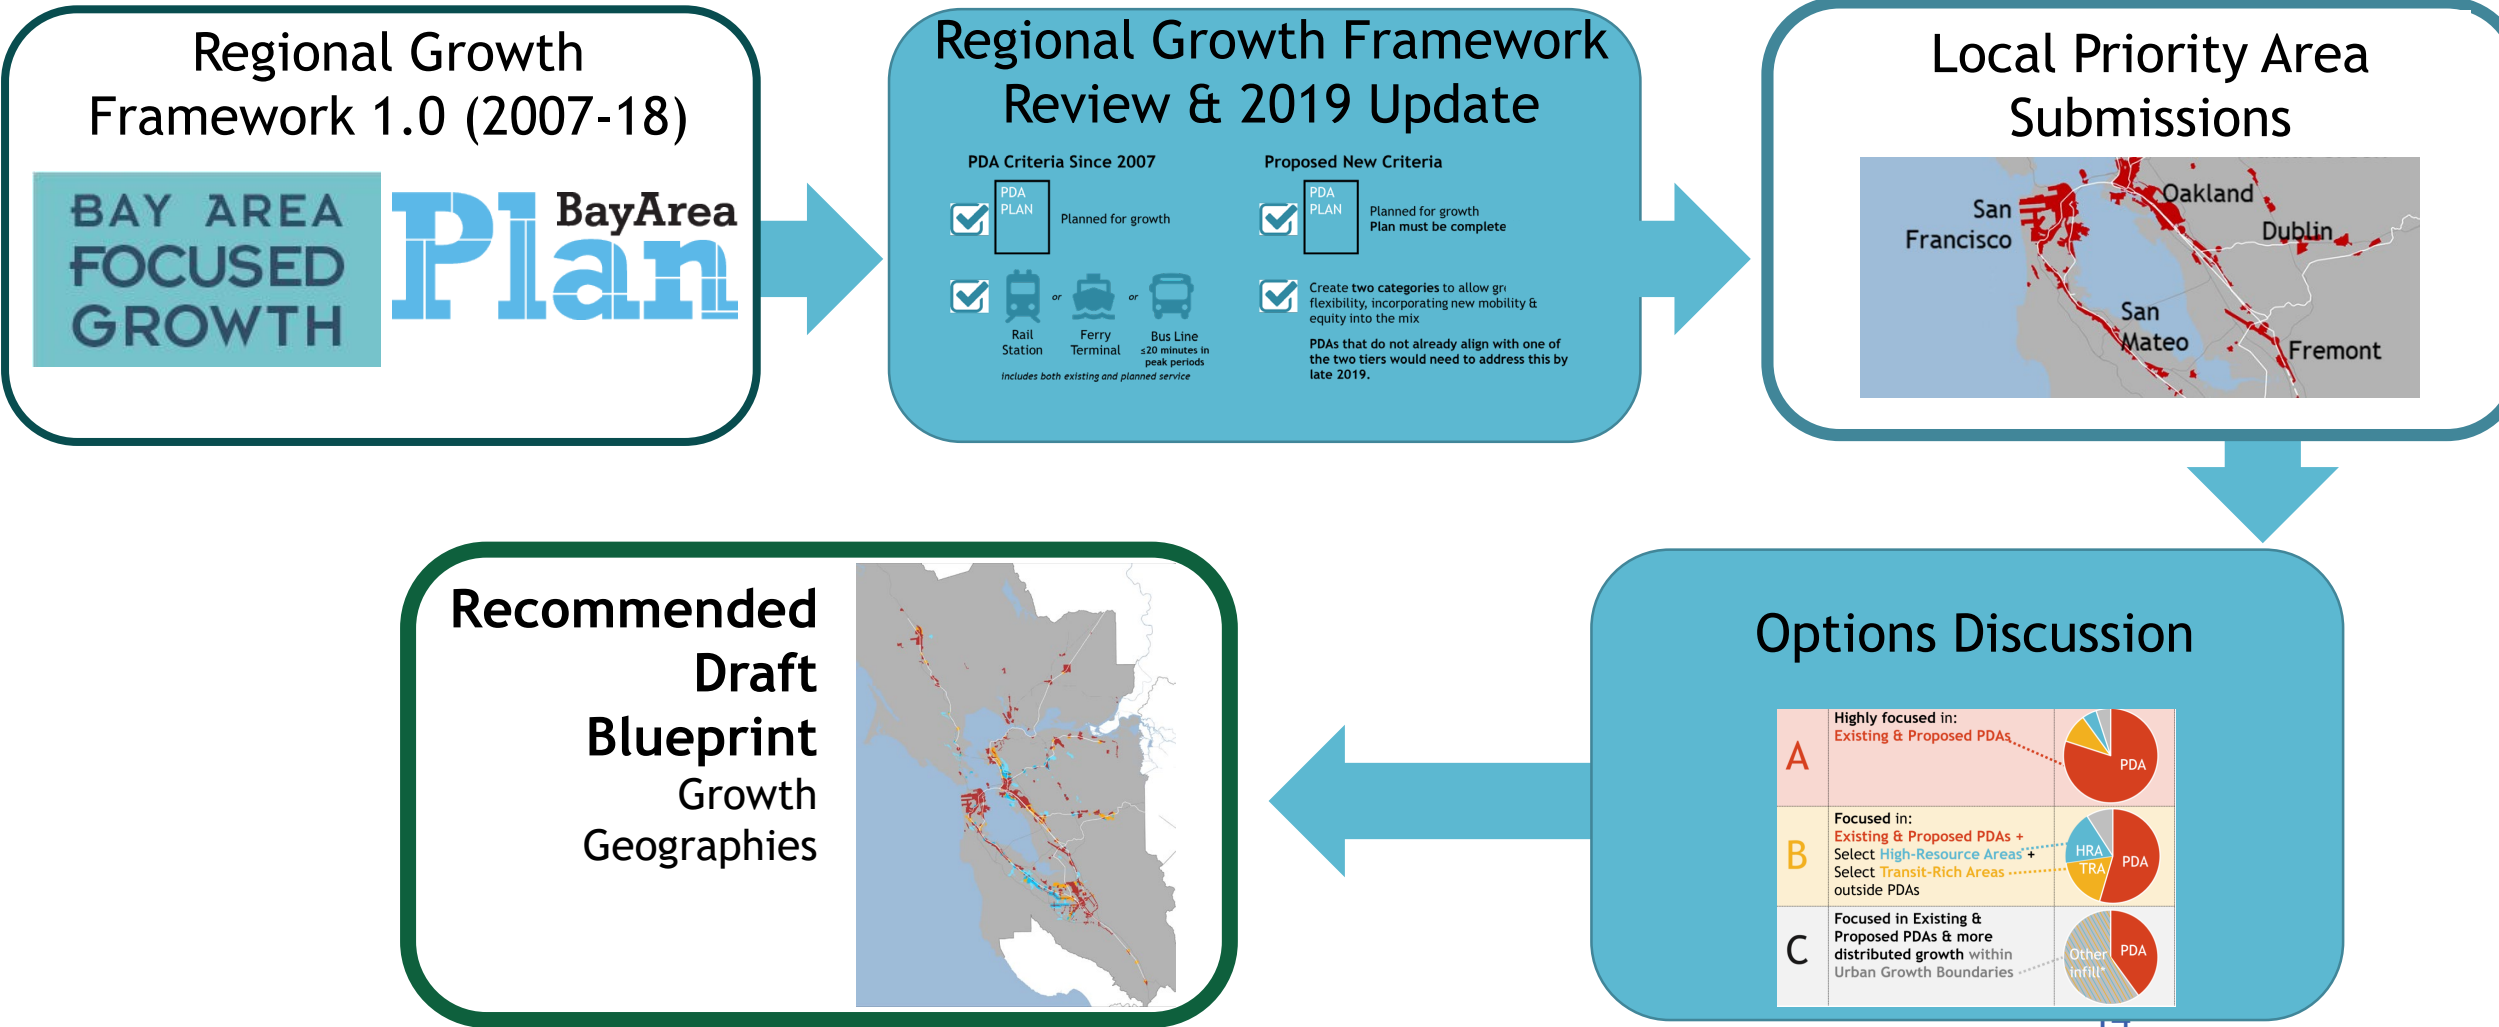 Regional Growth
Framework 1.0 (2007-18)
BAY AREA
FOCUSED
GROWTH
BayArea
Plan
Regional Growth Framework
Review & 2019 Update
PDA Criteria Since 2007
PDA
PLAN
Planned for growth
Rail
Station
or
Ferry
Terminal
or
Bus Line
≤20 minutes in
peak periods
includes both existing and planned service
Proposed New Criteria
PDA
PLAN
Planned for growth
Plan must be complete
Create two categories to allow
flexibility, incorporating new mobility &
equity into the mix
PDAs that do not already align with one of
the two tiers would need to address this by
late 2019.
Local Priority Area
Submissions
San
Francisco
Oakland
Dublin
San
Mateo
Fremont
Options Discussion
A
Highly focused in:
Existing & Proposed PDAs
PDA
B
Focused in:
Existing & Proposed PDAs +
Select High-Resource Areas +
Select Transit-Rich Areas
outside PDAs
HRA
TRA
PDA
C
Focused in Existing &
Proposed PDAs & more
distributed growth within
Urban Growth Boundaries
Other
infill*
PDA
Recommended
Draft
Blueprint
Growth
Geographies